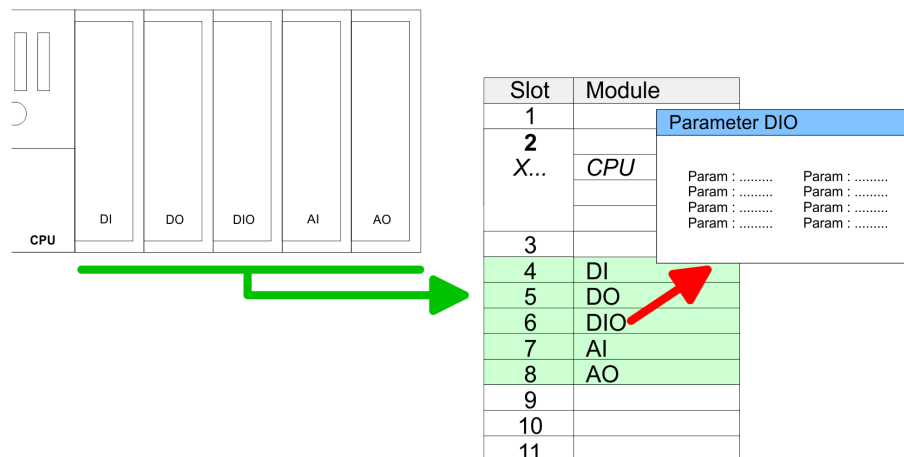 DI DO DIO AI AO
CPU
Slot Module
1
2
X... CPU
3
4 DI
5 DO
6 DIO
7 AI
8 AO
9
10
11
Parameter DIO
Param : ......... Param : .........
Param : ......... Param : .........
Param : ......... Param : .........
Param : ......... Param : .........